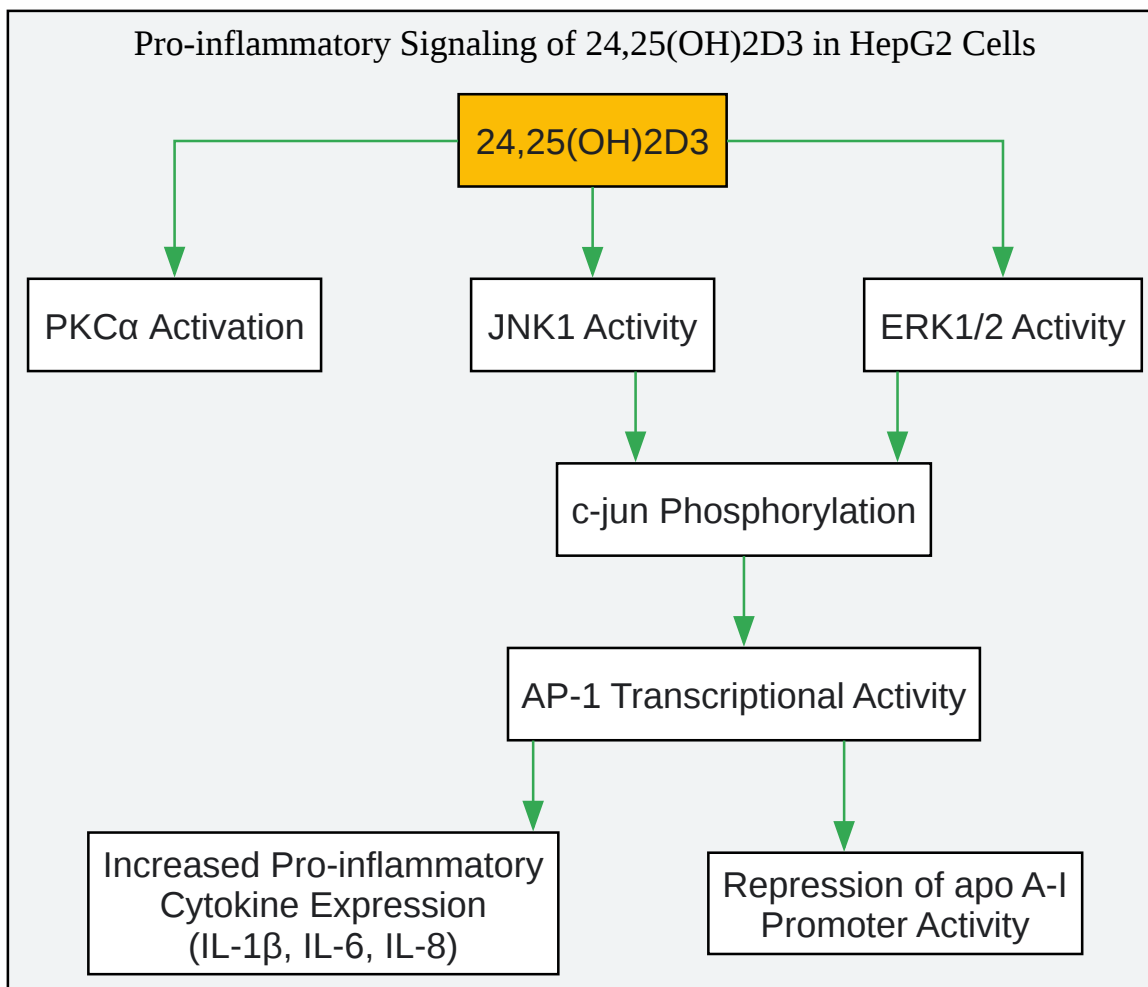 Pro-inflammatory Signaling of 24,25(OH)2D3 in HepG2 Cells
24,25(OH)2D3
PKCα Activation
JNK1 Activity
ERK1/2 Activity
c-jun Phosphorylation
AP-1 Transcriptional Activity
Increased Pro-inflammatory
Cytokine Expression
(IL-1β, IL-6, IL-8)
Repression of apo A-I
Promoter Activity